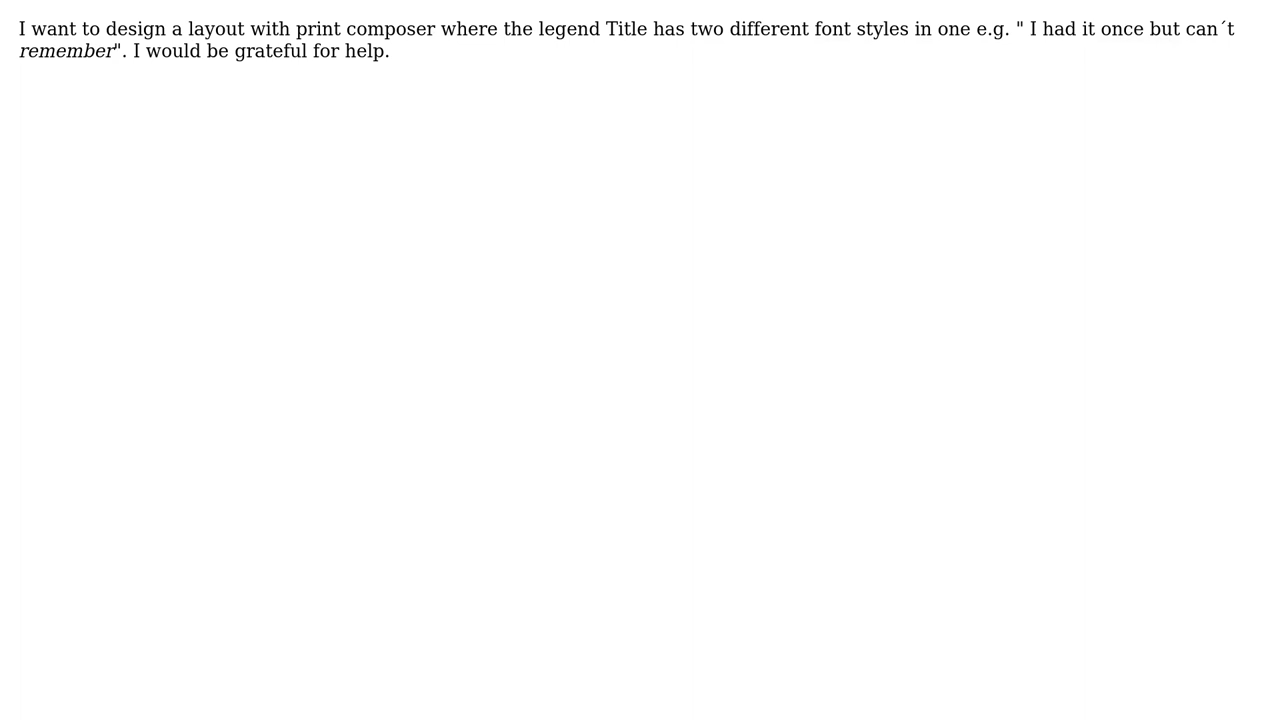 I want to design a layout with print composer where the legend Title has two different font styles in one e.g. " I had it once but can´t
remember". I would be grateful for help.